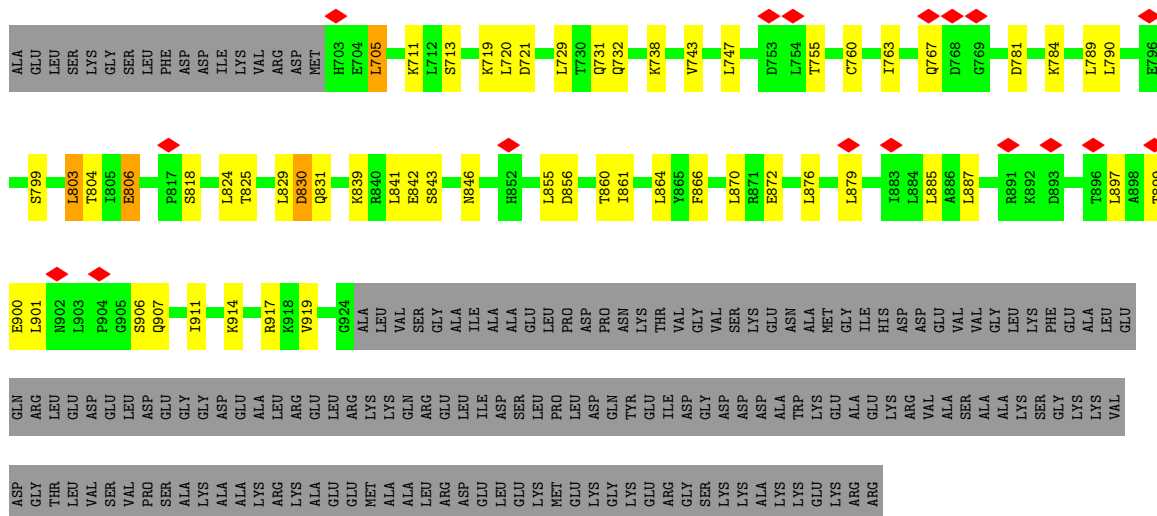 ALA GLU LEU SER LYS GLY SER LEU PHE ASP ASP ILE LYS VAL ARG ASP MET H703 E704 L705 K711 L712 S713 K719 L720 D721 L729 T730 Q731 Q732 K738 V743 L747 D753 L754 T755 C760 I763 Q767 D768 G769 D781 K784 L789 L790 E796
S799 L803 T804 I805 E806 P817 S818 L824 T825 L829 D830 Q831 K839 R840 L841 E842 S843 N846 H852 L855 D856 T860 I861 L864 Y865 F866 L870 R871 E872 L876 L879 I883 L884 L885 A886 L887 R891 K892 D893 T896 L897 A898 T899
E900 L901 N902 L903 P904 G905 S906 Q907 I911 K914 R917 K918 V919 G924 ALA LEU VAL SER GLY ALA ILE ALA ALA GLU LEU PRO ASP PRO ASN LYS THR VAL GLY VAL SER LYS GLU ASN ALA MET GLY ILE HIS ASP ASP GLU VAL VAL GLY LEU LYS PHE GLU ALA LEU GLU
GLN ARG LEU GLU ASP GLU LEU ASP GLU GLY GLY ASP GLU ALA LEU ARG GLU LEU ARG LYS LYS GLN ARG GLU LEU ILE ASP SER LEU PRO LEU ASP GLN TYR GLU ILE ASP GLY ASP ASP ASP ALA TRP LYS GLU ALA GLU LYS ARG VAL ALA SER ALA ALA LYS SER GLY LYS LYS VAL
ASP GLY THR LEU VAL SER VAL PRO SER ALA LYS ALA ALA LYS ARG LYS ALA GLU GLU MET ALA ALA LEU ARG ASP GLU LEU GLU LYS MET GLU LYS GLY LYS GLU ARG GLY SER LYS LYS ALA LYS LYS GLU LYS ARG ARG